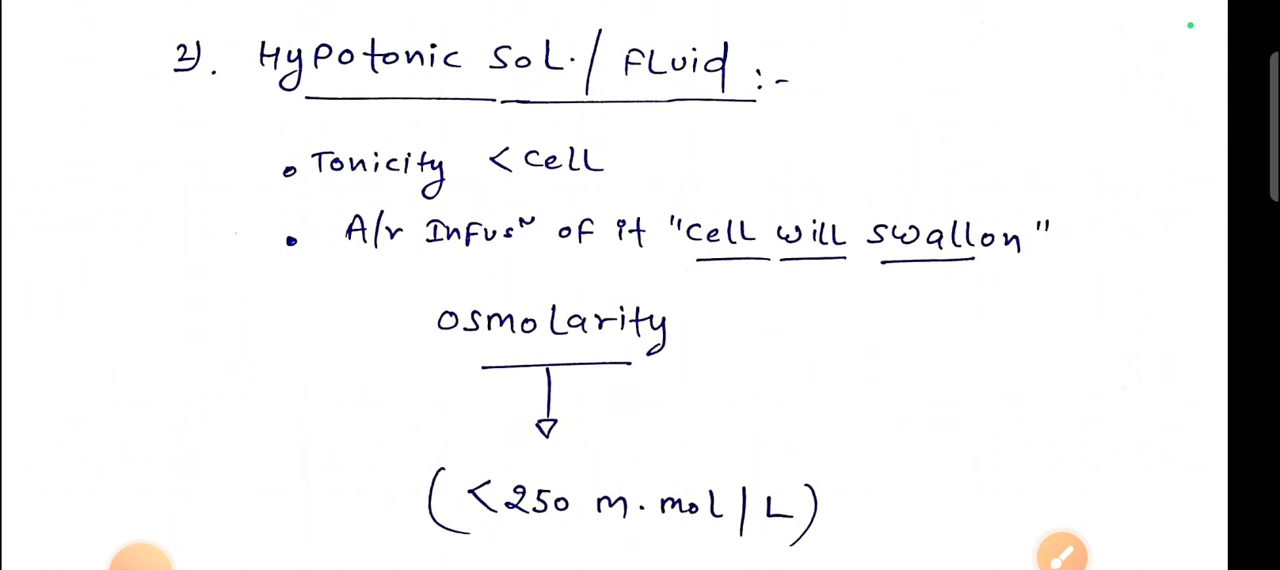 2). Hypotonic Sol./ Fluid :-
• Tonicity < cell
• A/r Infusⁿ of it "cell will swallon"
Osmolarity
(<250 m.mol/L)